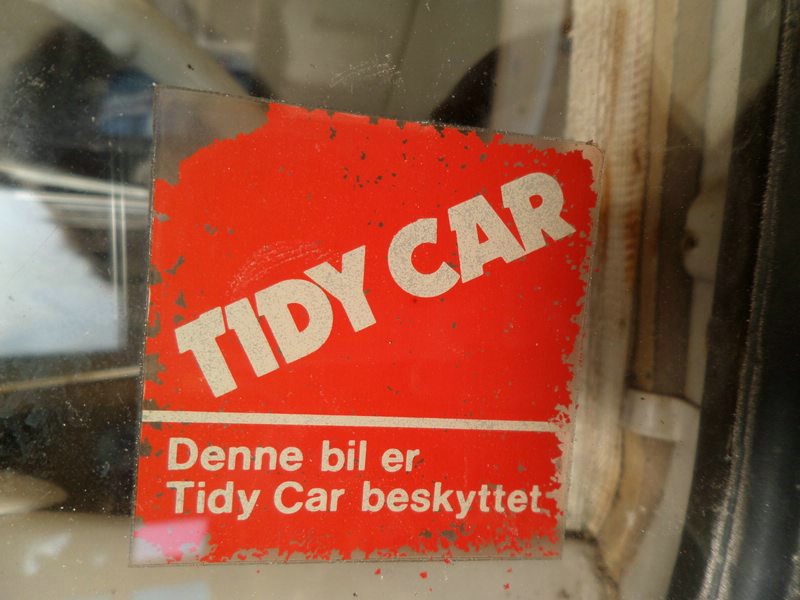 TIDY CAR
Denne bil er
Tidy Car beskyttet